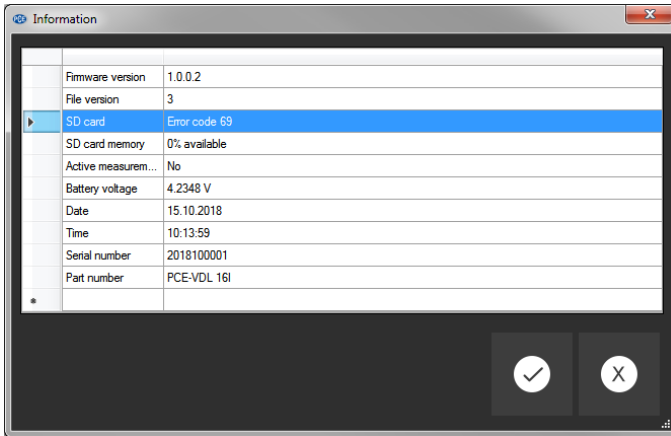 PCE Information
Firmware version 1.0.0.2
File version 3
SD card Error code 69
SD card memory 0% available
Active measurem... No
Battery voltage 4.2348 V
Date 15.10.2018
Time 10:13:59
Serial number 2018100001
Part number PCE-VDL 16I
*
X